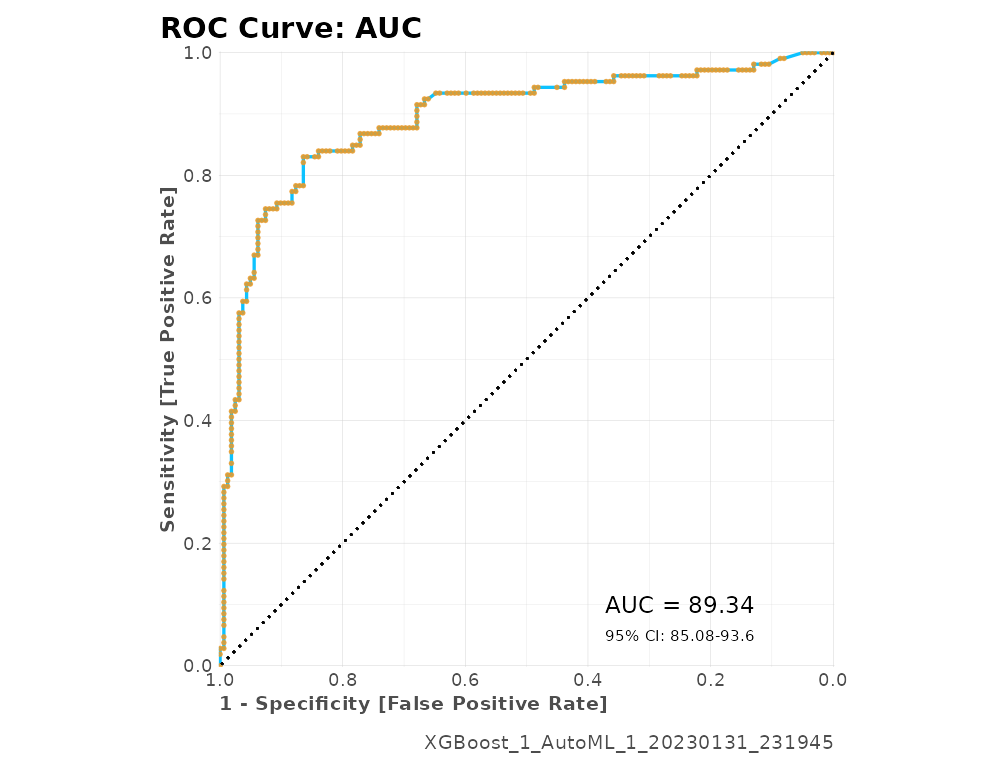 ROC Curve: AUC
Sensitivity [True Positive Rate]
1.0
0.8
0.6
0.4
0.2
0.0
AUC = 89.34
95% CI: 85.08-93.6
1.0 0.8 0.6 0.4 0.2 0.0
1 - Specificity [False Positive Rate]
XGBoost_1_AutoML_1_20230131_231945